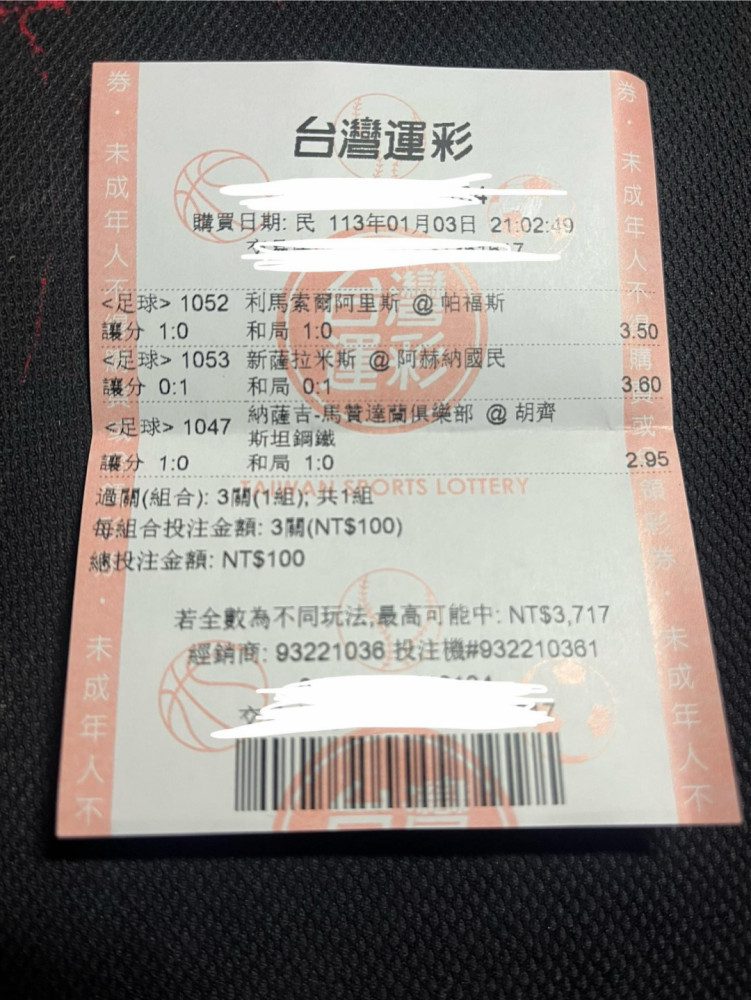 台灣運彩
購買日期: 民 113年01月03日 21:02:49
<足球> 1052 利馬索爾阿里斯 @ 帕福斯
讓分 1:0 和局 1:0 3.50
<足球> 1053 新薩拉米斯 @ 阿赫納國民
讓分 0:1 和局 0:1 3.60
<足球> 1047 納薩吉-馬贊達蘭俱樂部 @ 胡齊
斯坦鋼鐵
讓分 1:0 和局 1:0 2.95
台灣運彩
TAIWAN SPORTS LOTTERY
過關(組合): 3關(1組); 共1組
每組合投注金額: 3關(NT$100)
總投注金額: NT$100
若全數為不同玩法,最高可能中: NT$3,717
經銷商: 93221036 投注機#932210361
券·未成年人不
券·未成年人不得購買或領彩券·未成年人不